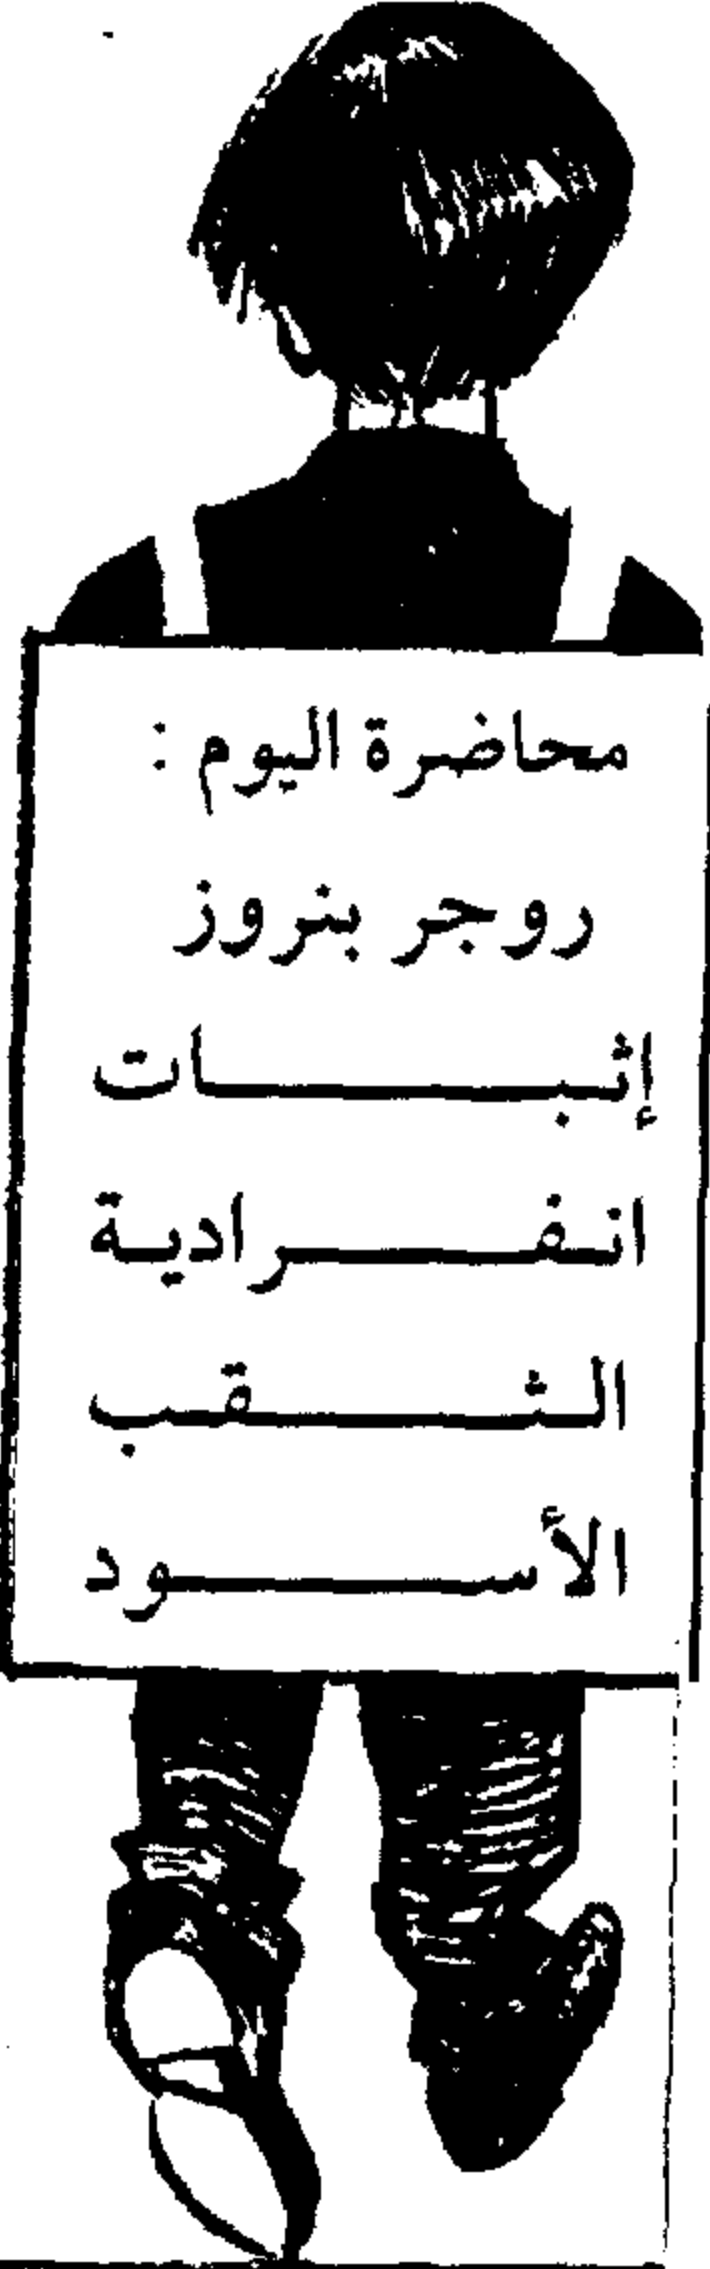 محاضرة اليوم :
روجر بنروز
إثبات
انفرادية
الثقب
الأسود